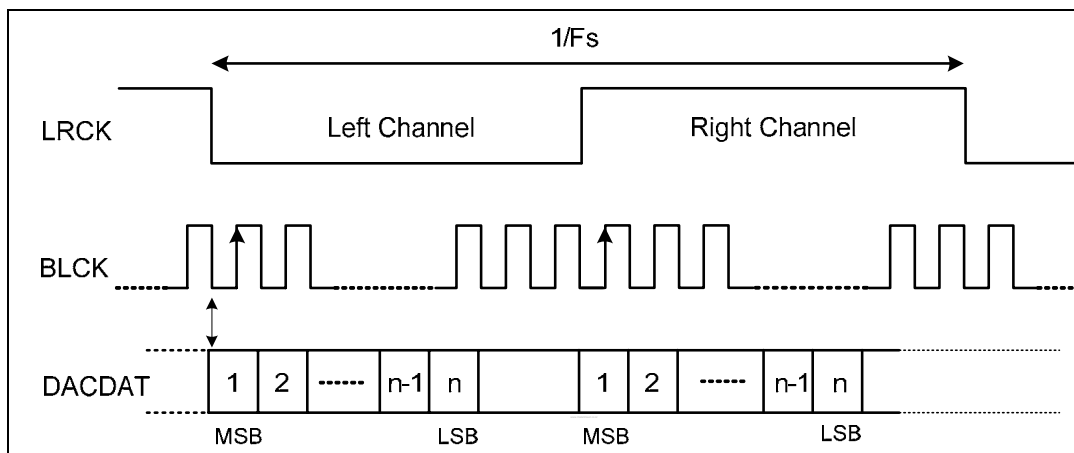 1/Fs
LRCK
Left Channel
Right Channel
BLCK
DACDAT
1 2 n-1 n 1 2 n-1 n
MSB LSB MSB LSB